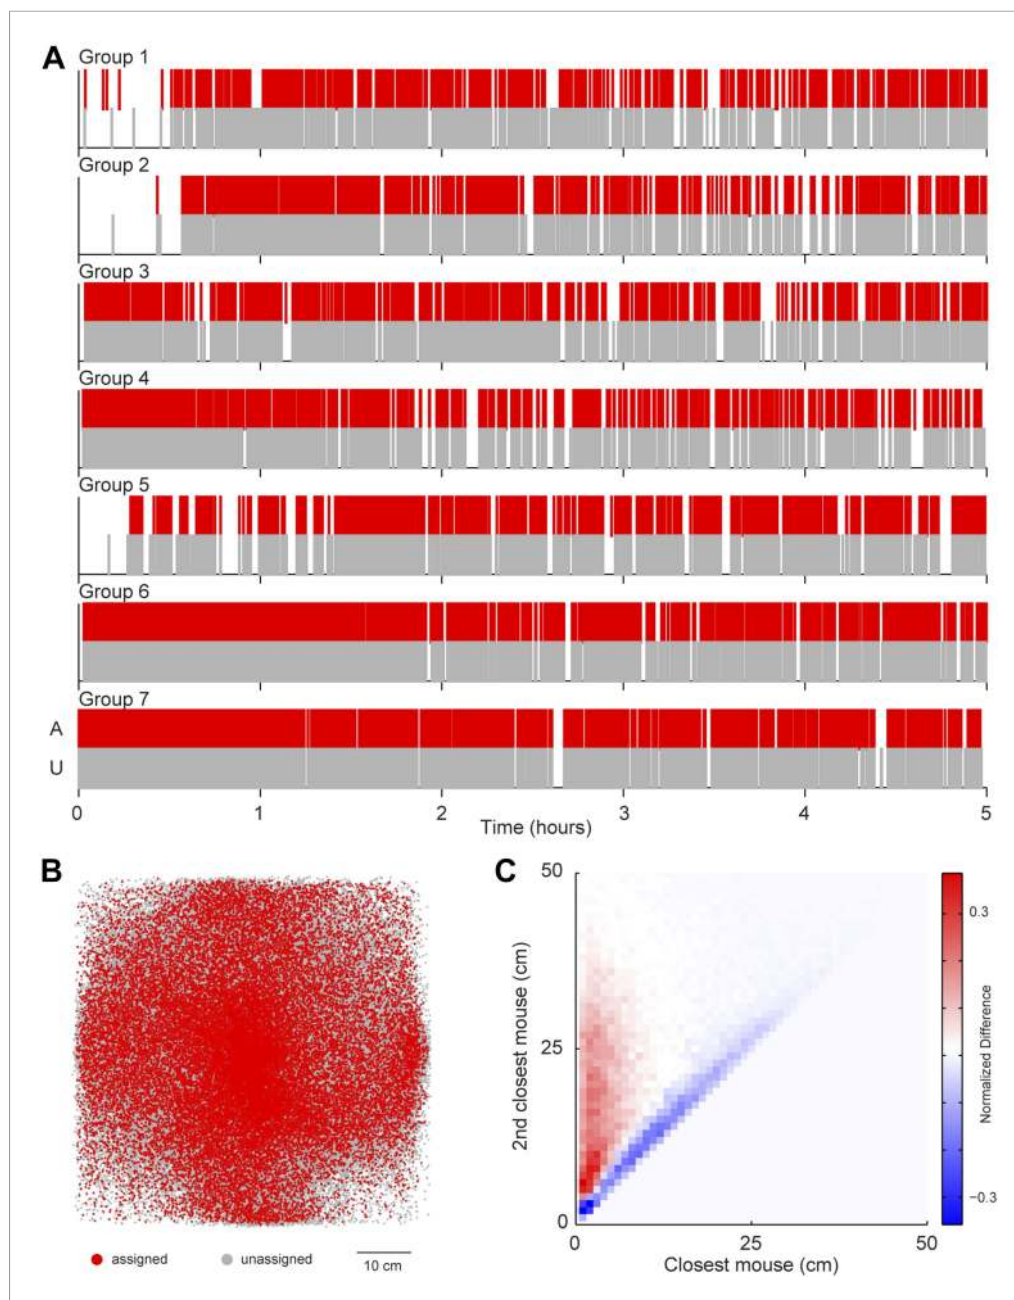 A
Group 1
Group 2
Group 3
Group 4
Group 5
Group 6
Group 7
A
U
0 1 2 3 4 5
Time (hours)
B
assigned unassigned 10 cm
C
50
25
0
2nd closest mouse (cm)
0 25 50
Closest mouse (cm)
0.3
−0.3
Normalized Difference